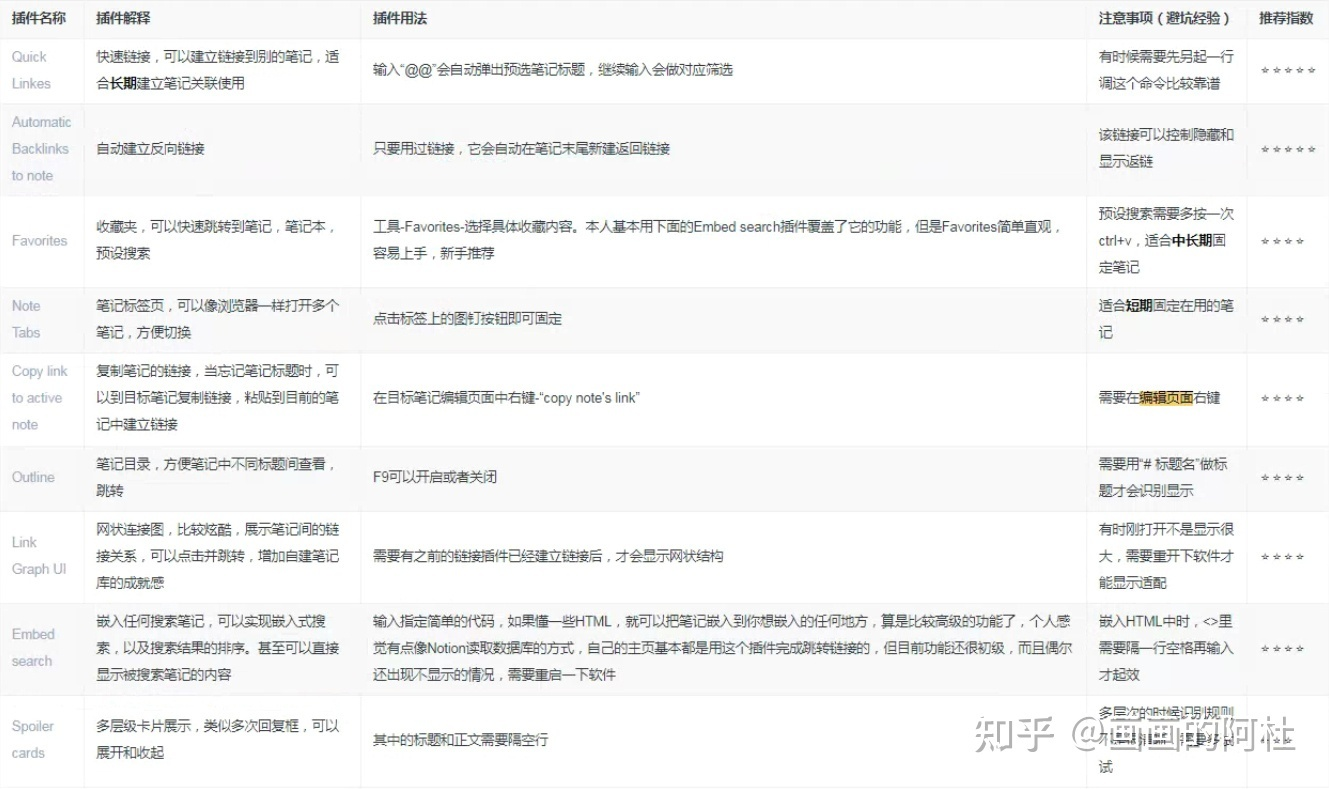 插件名称 插件解释 插件用法 注意事项（避坑经验） 推荐指数
Quick
Linkes
快速链接，可以建立链接到别的笔记，适
合长期建立笔记关联使用
输入“@@”会自动弹出预选笔记标题，继续输入会做对应筛选
有时候需要先另起一行
调这个命令比较靠谱
☆☆☆☆☆
Automatic
Backlinks
to note
自动建立反向链接
只要用过链接，它会自动在笔记末尾新建返回链接
该链接可以控制隐藏和
显示返链
☆☆☆☆☆
Favorites
收藏夹，可以快速跳转到笔记，笔记本，
预设搜索
工具-Favorites-选择具体收藏内容。本人基本用下面的Embed search插件覆盖了它的功能，但是Favorites简单直观，
容易上手，新手推荐
预设搜索需要多按一次
ctrl+v，适合中长期固
定笔记
☆☆☆☆
Note
Tabs
笔记标签页，可以像浏览器一样打开多个
笔记，方便切换
点击标签上的图钉按钮即可固定
适合短期固定在用的笔
记
☆☆☆☆
Copy link
to active
note
复制笔记的链接，当忘记笔记标题时，可
以到目标笔记复制链接，粘贴到目前的笔
记中建立链接
在目标笔记编辑页面中右键-“copy note's link”
需要在编辑页面右键
☆☆☆☆
Outline
笔记目录，方便笔记中不同标题间查看，
跳转
F9可以开启或者关闭
需要用“# 标题名”做标
题才会识别显示
☆☆☆☆
Link
Graph UI
网状连接图，比较炫酷，展示笔记间的链
接关系，可以点击并跳转，增加自建笔记
库的成就感
需要有之前的链接插件已经建立链接后，才会显示网状结构
有时刚打开不是显示很
大，需要重开下软件才
能显示适配
☆☆☆☆
Embed
search
嵌入任何搜索笔记，可以实现嵌入式搜
索，以及搜索结果的排序。甚至可以直接
显示被搜索笔记的内容
输入指定简单的代码，如果懂一些HTML，就可以把笔记嵌入到你想嵌入的任何地方，算是比较高级的功能了，个人感
觉有点像Notion读取数据库的方式，自己的主页基本都是用这个插件完成跳转链接的，但目前功能还很初级，而且偶尔
还出现不显示的情况，需要重启一下软件
嵌入HTML中时，<>里
需要隔一行空格再输入
才起效
☆☆☆☆
Spoiler
cards
多层级卡片展示，类似多次回复框，可以
展开和收起
其中的标题和正文需要隔空行
多层次的时候识别规则
试
知乎 @画画的阿杜